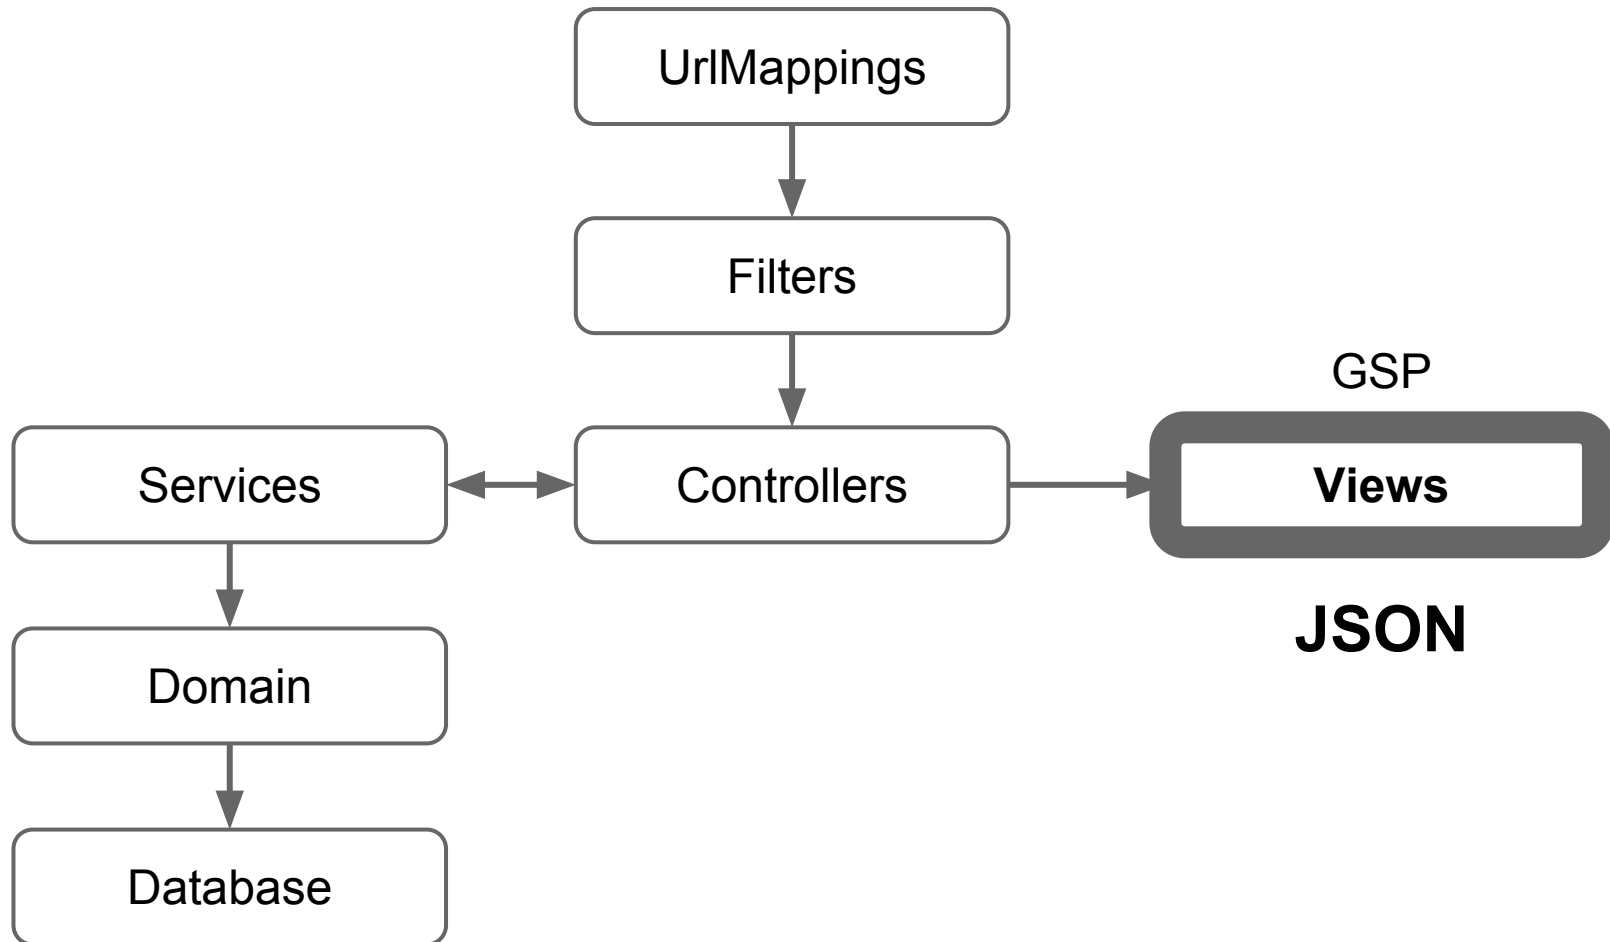 UrlMappings
Filters
GSP
Services
Controllers
Views
JSON
Domain
Database